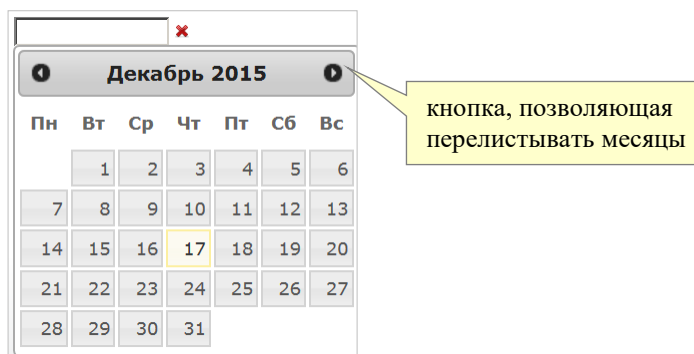 Декабрь 2015
Пн Вт Ср Чт Пт Сб Вс
1 2 3 4 5 6
7 8 9 10 11 12 13
14 15 16 17 18 19 20
21 22 23 24 25 26 27
28 29 30 31
кнопка, позволяющая
перелистывать месяцы